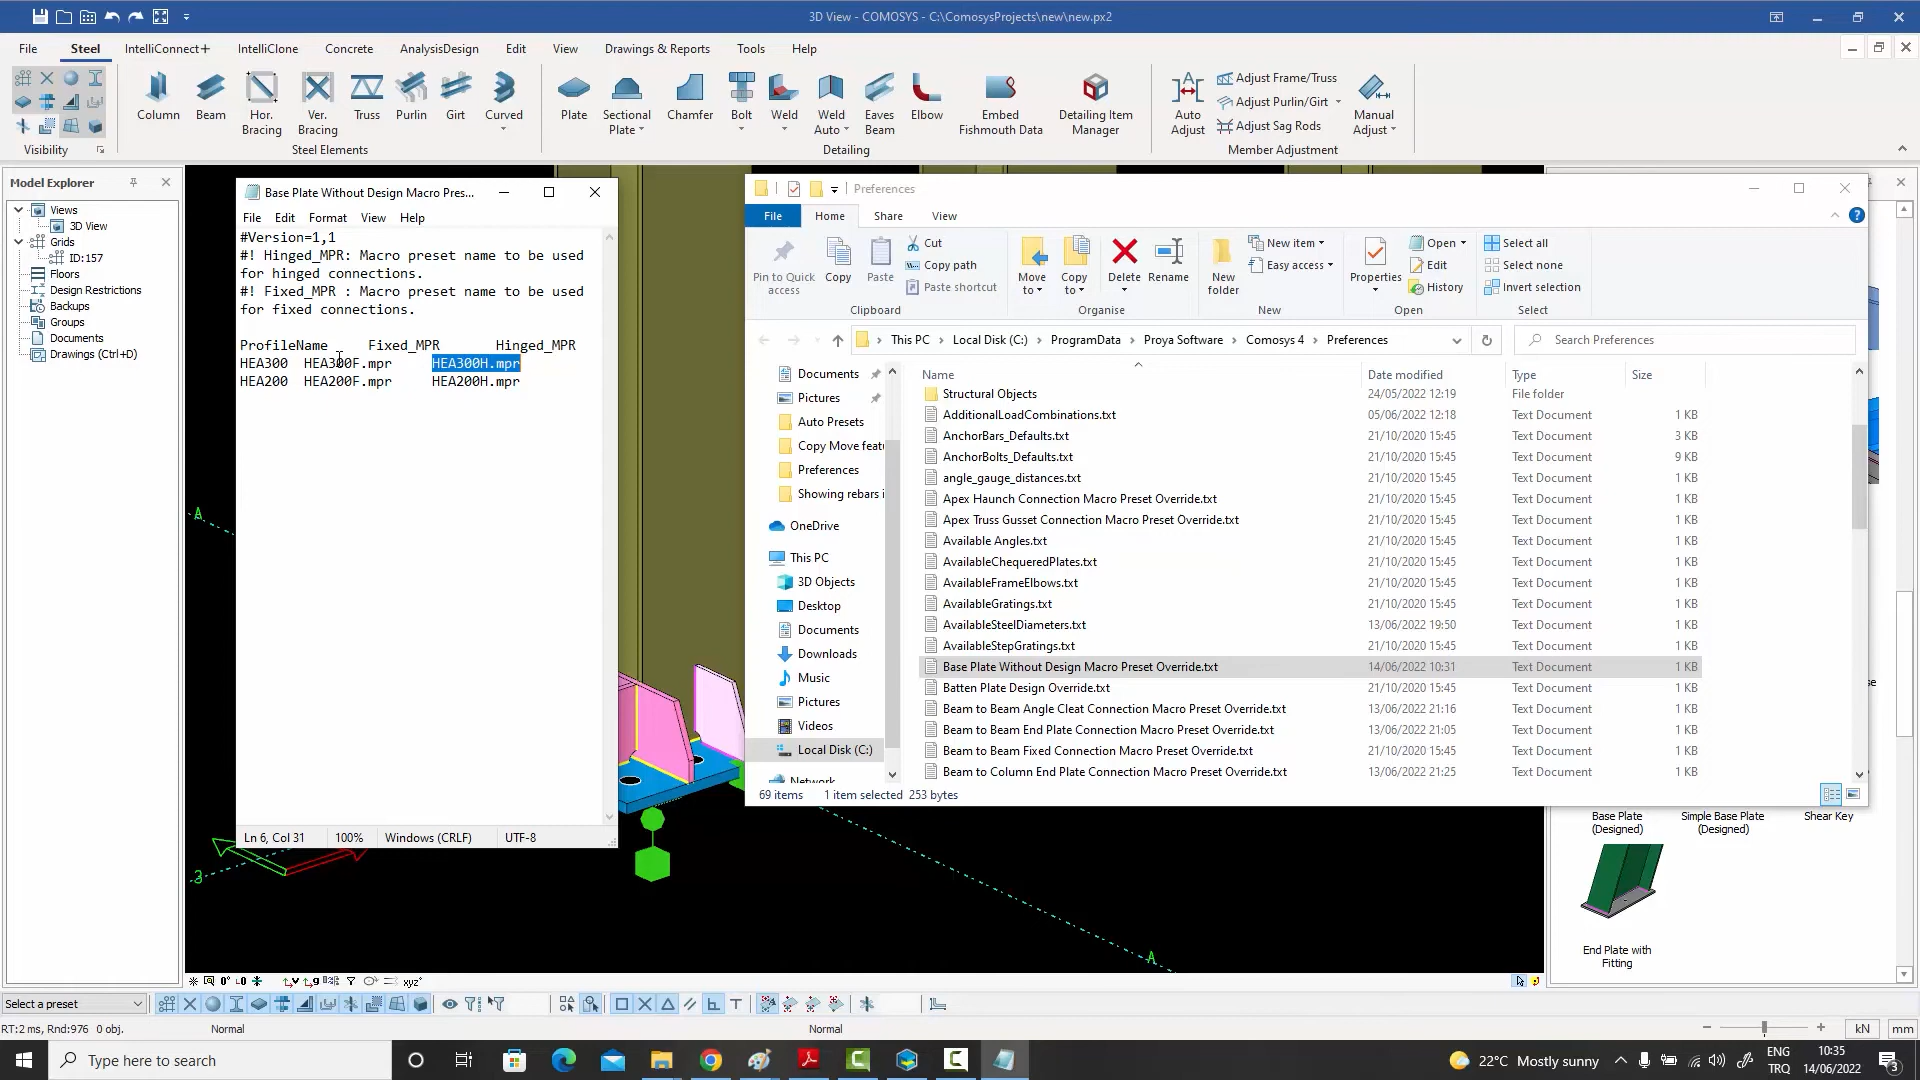 3D View - COMOSYS - C:\ComosysProjects\new\new.px2
File
Steel
IntelliConnect+
IntelliClone
Concrete
AnalysisDesign
Edit
View
Drawings & Reports
Tools
Help
Column
Beam
Hor. Bracing
Ver. Bracing
Truss
Purlin
Girt
Curved
Plate
Sectional Plate
Chamfer
Bolt
Weld
Weld Auto
Eaves Beam
Elbow
Embed Fishmouth Data
Detailing Item Manager
Auto Adjust
Adjust Frame/Truss
Adjust Purlin/Girt
Adjust Sag Rods
Manual Adjust
Visibility
Steel Elements
Detailing
Member Adjustment
Model Explorer
Views
3D View
Grids
ID:157
Floors
Design Restrictions
Backups
Groups
Documents
Drawings (Ctrl+D)
Base Plate Without Design Macro Pres...
File Edit Format View Help
#Version=1,1
#! Hinged_MPR: Macro preset name to be used
for hinged connections.
#! Fixed_MPR : Macro preset name to be used
for fixed connections.
ProfileName Fixed_MPR Hinged_MPR
HEA300 HEA300F.mpr HEA300H.mpr
HEA200 HEA200F.mpr HEA200H.mpr
Ln 6, Col 31 100% Windows (CRLF) UTF-8
Preferences
File Home Share View
Pin to Quick access
Copy
Paste
Cut
Copy path
Paste shortcut
Move to
Copy to
Delete
Rename
New folder
New item
Easy access
Properties
Open
Edit
History
Select all
Select none
Invert selection
Clipboard
Organise
New
Open
Select
This PC
Local Disk (C:)
ProgramData
Proya Software
Comosys 4
Preferences
Search Preferences
Documents
Pictures
Auto Presets
Copy Move feat
Preferences
Showing rebars i
OneDrive
This PC
3D Objects
Desktop
Documents
Downloads
Music
Pictures
Videos
Local Disk (C:)
Network
Name Date modified Type Size
Structural Objects 24/05/2022 12:19 File folder
AdditionalLoadCombinations.txt 05/06/2022 12:18 Text Document 1 KB
AnchorBars_Defaults.txt 21/10/2020 15:45 Text Document 3 KB
AnchorBolts_Defaults.txt 21/10/2020 15:45 Text Document 9 KB
angle_gauge_distances.txt 21/10/2020 15:45 Text Document 1 KB
Apex Haunch Connection Macro Preset Override.txt 21/10/2020 15:45 Text Document 1 KB
Apex Truss Gusset Connection Macro Preset Override.txt 21/10/2020 15:45 Text Document 1 KB
Available Angles.txt 21/10/2020 15:45 Text Document 1 KB
AvailableChequeredPlates.txt 21/10/2020 15:45 Text Document 1 KB
AvailableFrameElbows.txt 21/10/2020 15:45 Text Document 1 KB
AvailableGratings.txt 21/10/2020 15:45 Text Document 1 KB
AvailableSteelDiameters.txt 13/06/2022 19:50 Text Document 1 KB
AvailableStepGratings.txt 21/10/2020 15:45 Text Document 1 KB
Base Plate Without Design Macro Preset Override.txt 14/06/2022 10:31 Text Document 1 KB
Batten Plate Design Override.txt 21/10/2020 15:45 Text Document 1 KB
Beam to Beam Angle Cleat Connection Macro Preset Override.txt 13/06/2022 21:16 Text Document 1 KB
Beam to Beam End Plate Connection Macro Preset Override.txt 13/06/2022 21:05 Text Document 1 KB
Beam to Beam Fixed Connection Macro Preset Override.txt 21/10/2020 15:45 Text Document 1 KB
Beam to Column End Plate Connection Macro Preset Override.txt 13/06/2022 21:25 Text Document 1 KB
69 items 1 item selected 253 bytes
A
3
A
Base Plate (Designed)
Simple Base Plate (Designed)
Shear Key
End Plate with Fitting
xyz
Select a preset
RT:2 ms, Rnd:976 0 obj. Normal Normal kN mm
Type here to search
22°C Mostly sunny
ENG
TRQ
10:35
14/06/2022
3